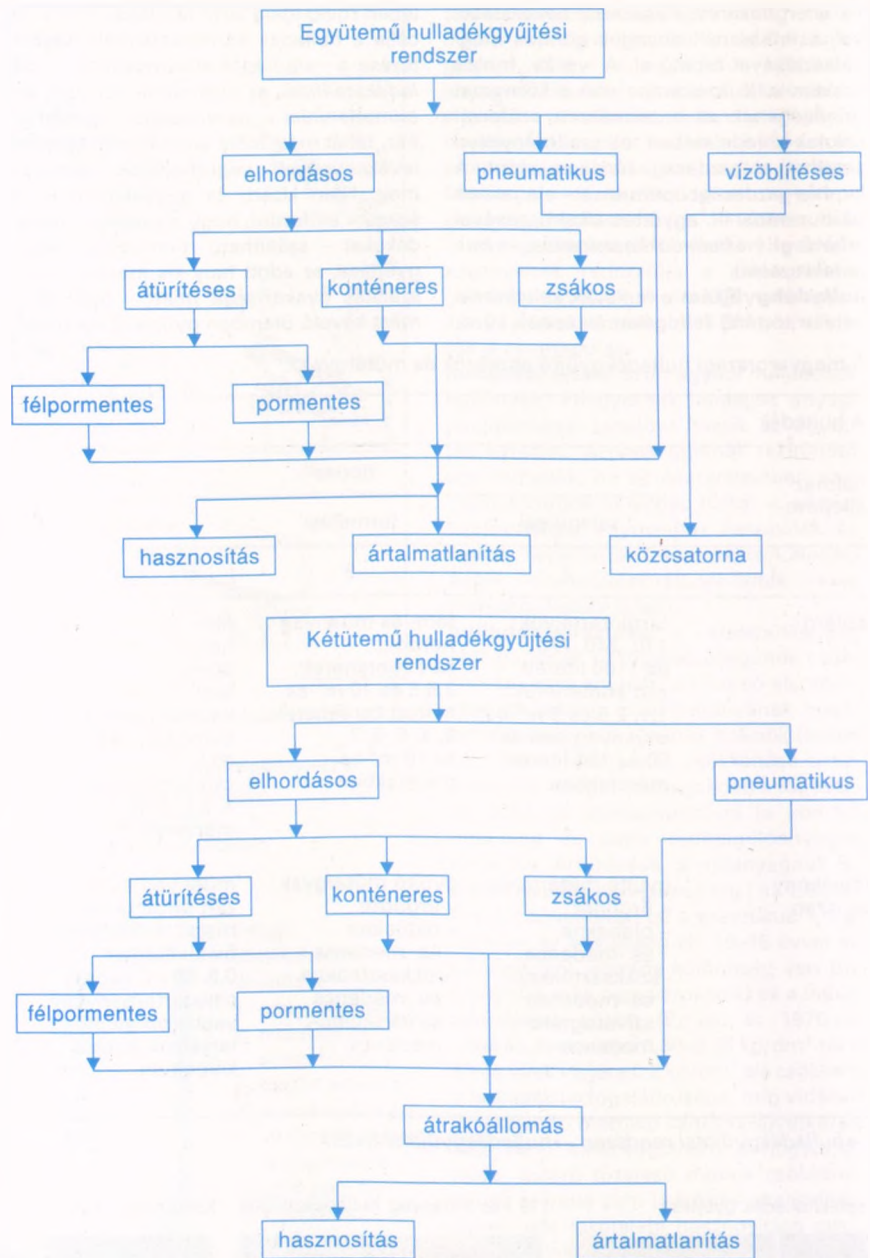 Együtemű hulladékgyűjtési
rendszer
elhordásos
pneumatikus
vízöblítéses
átürítéses
konténeres
zsákos
félpormentes
pormentes
hasznosítás
ártalmatlanítás
közcsatorna
Kétütemű hulladékgyűjtési
rendszer
elhordásos
pneumatikus
átürítéses
konténeres
zsákos
félpormentes
pormentes
átrakóállomás
hasznosítás
ártalmatlanítás